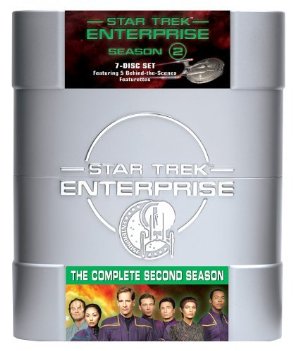 STAR TREK
ENTERPRISE
SEASON 2
7-DISC SET
Featuring 5 Behind-the-Scenes
Featurettes
STAR TREK
ENTERPRISE
THE COMPLETE SECOND SEASON